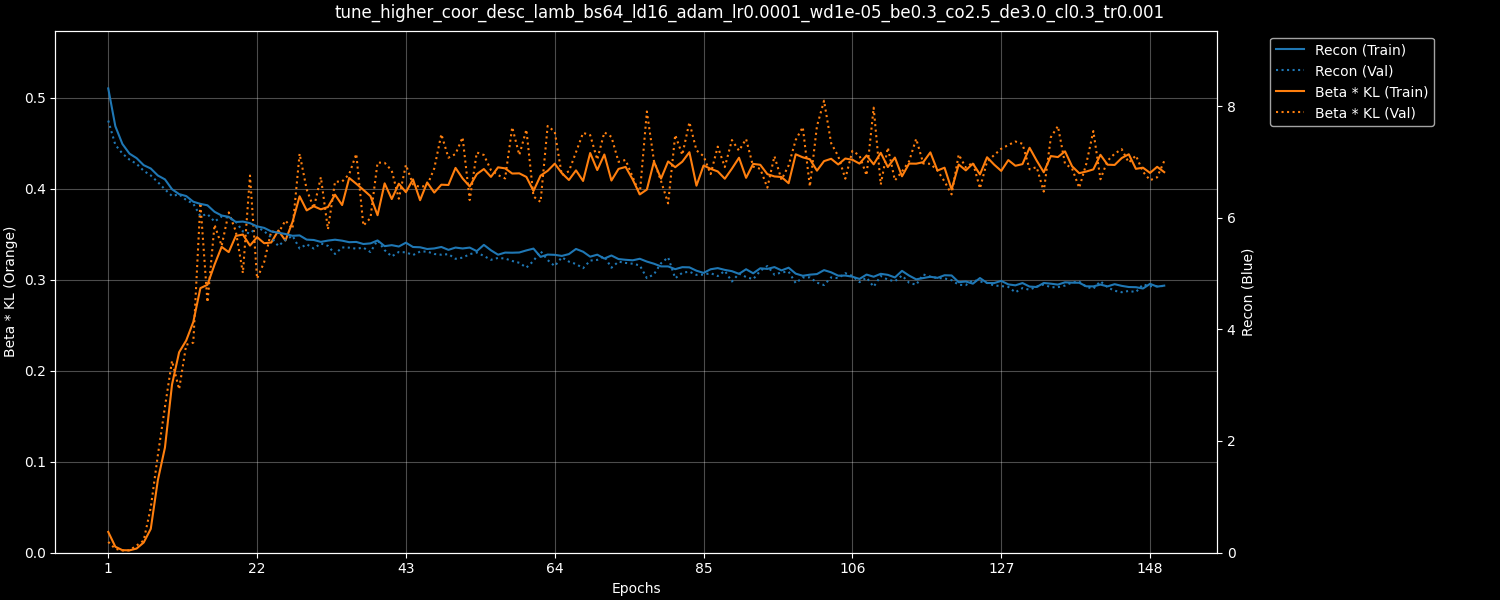 tune_higher_coor_desc_lamb_bs64_ld16_adam_lr0.0001_wd1e-05_be0.3_co2.5_de3.0_cl0.3_tr0.001
Recon (Train)
Recon (Val)
Beta * KL (Train)
Beta * KL (Val)
Beta * KL (Orange)
0.5
0.4
0.3
0.2
0.1
0.0
8
6
4
2
0
Recon (Blue)
1 22 43 64 85 106 127 148
Epochs